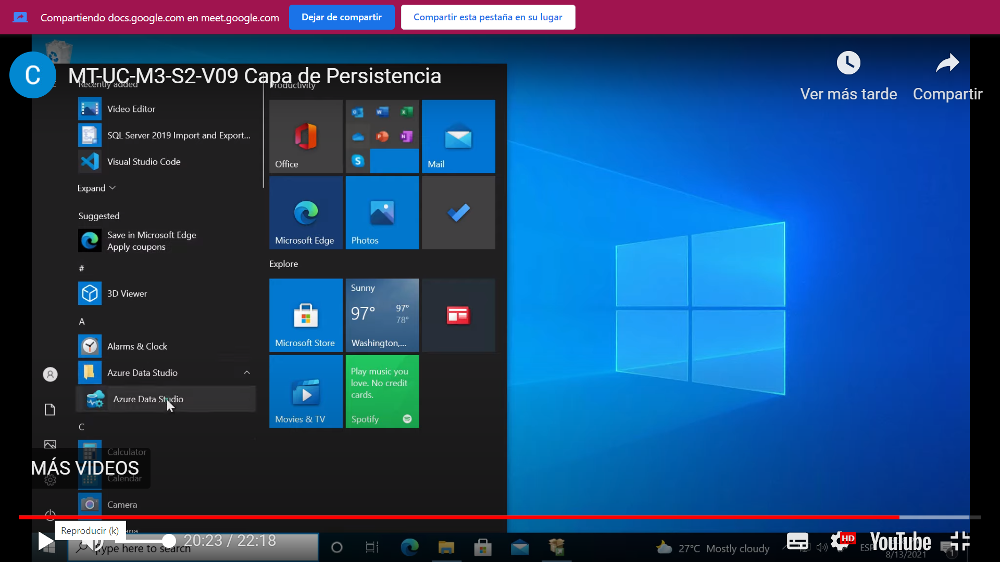 Compartiendo docs.google.com en meet.google.com
Dejar de compartir
Compartir esta pestaña en su lugar
C
MT-UC-M3-S2-V09 Capa de Persistencia
Ver más tarde
Compartir
Recently added
Video Editor
SQL Server 2019 Import and Export...
Visual Studio Code
Expand
Suggested
Save in Microsoft Edge
Apply coupons
#
3D Viewer
A
Alarms & Clock
Azure Data Studio
Azure Data Studio
C
Calculator
Calendar
Camera
Productivity
Office
Mail
Microsoft Edge
Photos
Explore
Microsoft Store
Sunny
97°
97°
78°
Washington,...
Movies & TV
Play music you
love. No credit
cards.
Spotify
MÁS VIDEOS
Reproducir (k)
20:23 / 22:18
Type here to search
27°C Mostly cloudy
ESP
8/13/2021
1
HD
YouTube